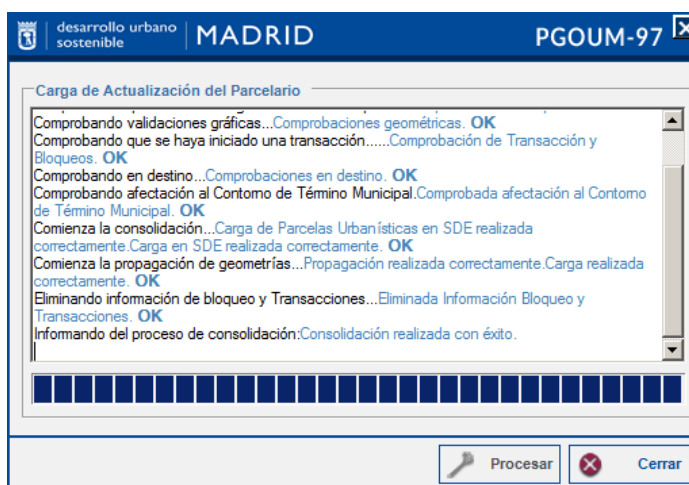 desarrollo urbano
sostenible
MADRID
PGOUM-97
Carga de Actualización del Parcelario
Comprobando validaciones gráficas...Comprobaciones geométricas. OK
Comprobando que se haya iniciado una transacción......Comprobación de Transacción y
Bloqueos. OK
Comprobando en destino...Comprobaciones en destino. OK
Comprobando afectación al Contorno de Término Municipal.Comprobada afectación al Contorno
de Término Municipal. OK
Comienza la consolidación...Carga de Parcelas Urbanísticas en SDE realizada
correctamente.Carga en SDE realizada correctamente. OK
Comienza la propagación de geometrías...Propagación realizada correctamente.Carga realizada
correctamente. OK
Eliminando información de bloqueo y Transacciones...Eliminada Información Bloqueo y
Transacciones. OK
Informando del proceso de consolidación:Consolidación realizada con éxito.
Procesar
Cerrar